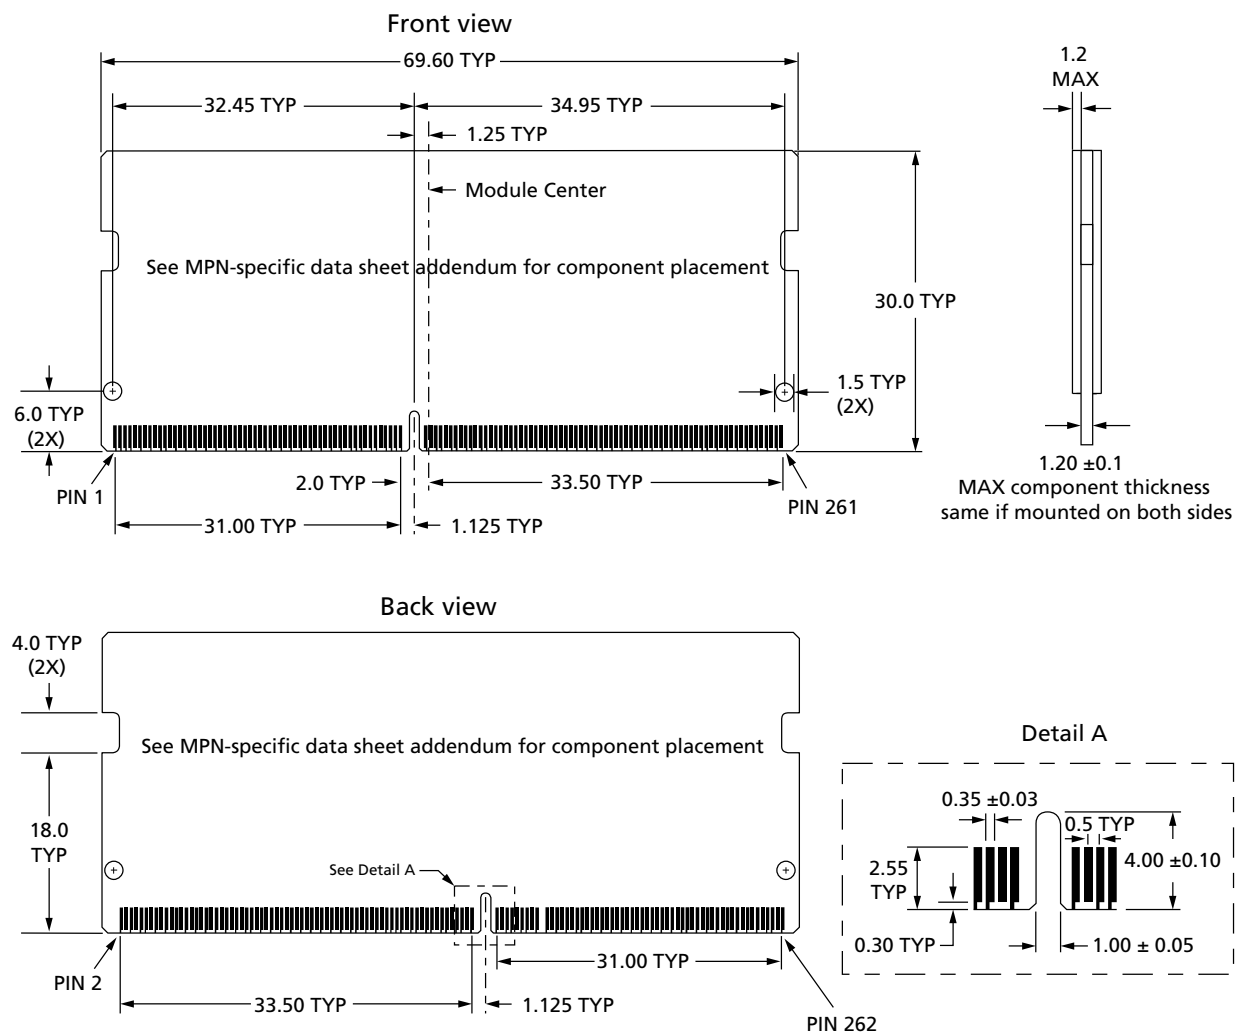 Front view
69.60 TYP
32.45 TYP
34.95 TYP
1.25 TYP
Module Center
See MPN-specific data sheet addendum for component placement
30.0 TYP
6.0 TYP
(2X)
1.5 TYP
(2X)
PIN 1
2.0 TYP
33.50 TYP
PIN 261
31.00 TYP
1.125 TYP
1.2
MAX
1.20 ±0.1
MAX component thickness
same if mounted on both sides
Back view
4.0 TYP
(2X)
See MPN-specific data sheet addendum for component placement
18.0
TYP
See Detail A
PIN 2
31.00 TYP
33.50 TYP
1.125 TYP
PIN 262
Detail A
0.35 ±0.03
0.5 TYP
2.55
TYP
4.00 ±0.10
0.30 TYP
1.00 ± 0.05